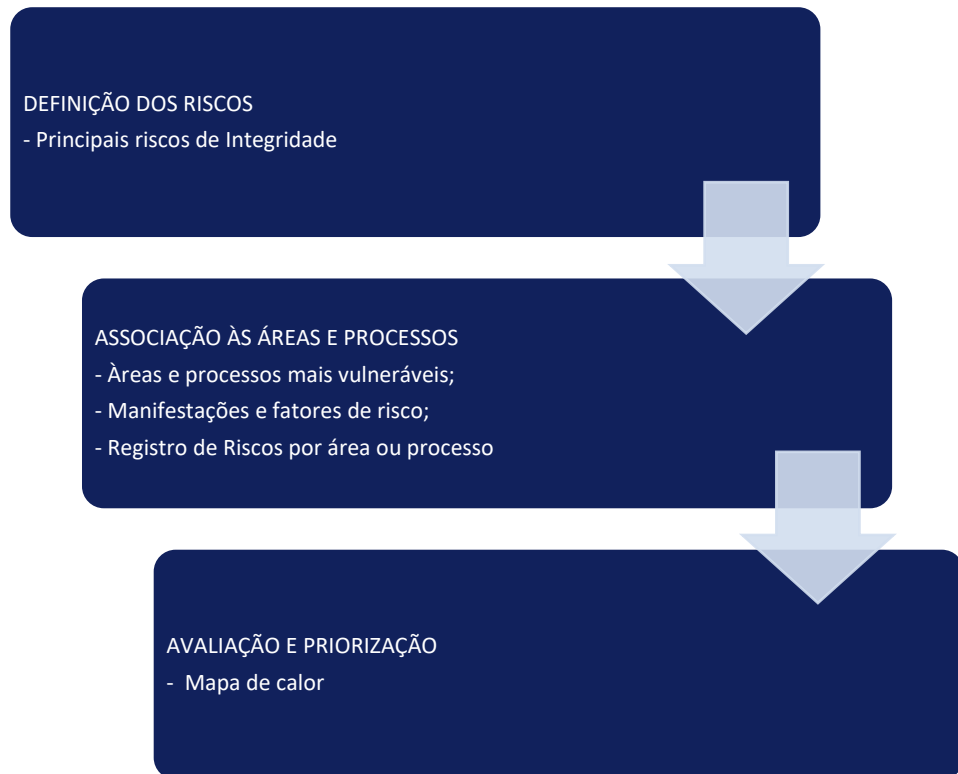 DEFINIÇÃO DOS RISCOS
- Principais riscos de Integridade
ASSOCIAÇÃO ÀS ÁREAS E PROCESSOS
- Àreas e processos mais vulneráveis;
- Manifestações e fatores de risco;
- Registro de Riscos por área ou processo
AVALIAÇÃO E PRIORIZAÇÃO
- Mapa de calor